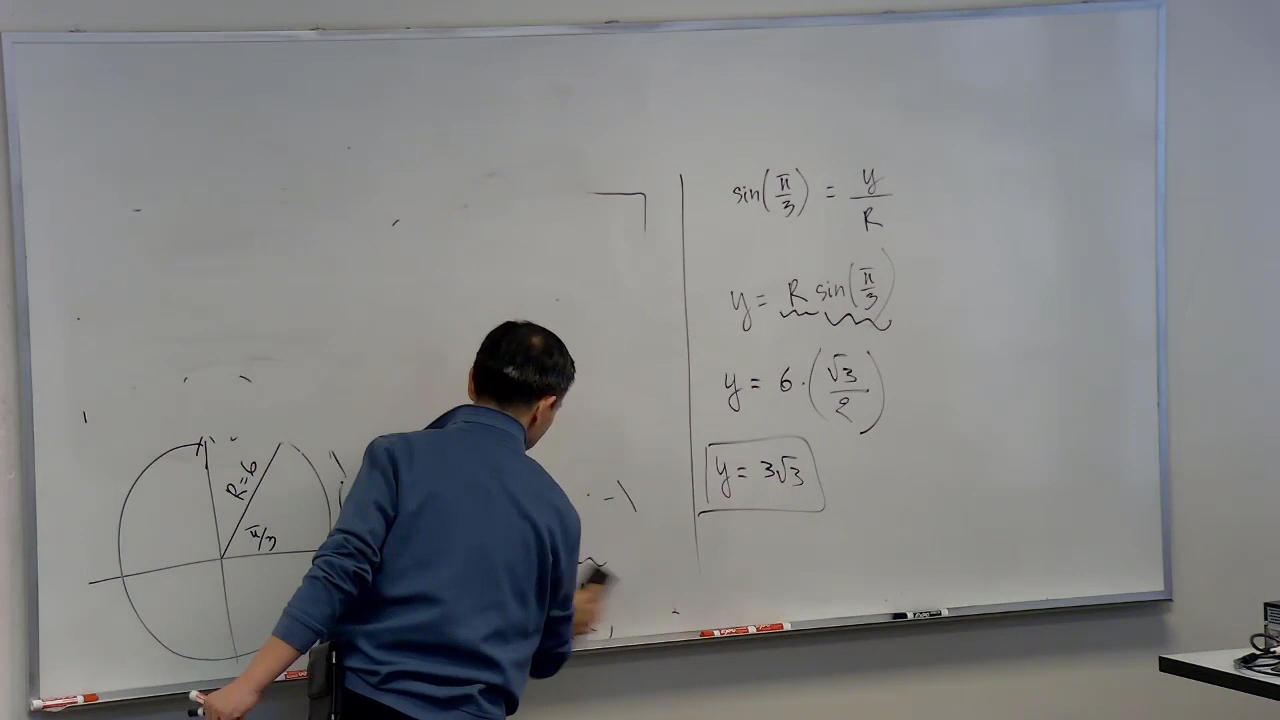 R=6
π/3
sin(π/3) = y/R
y = R sin(π/3)
y = 6·(√3/2)
y = 3√3